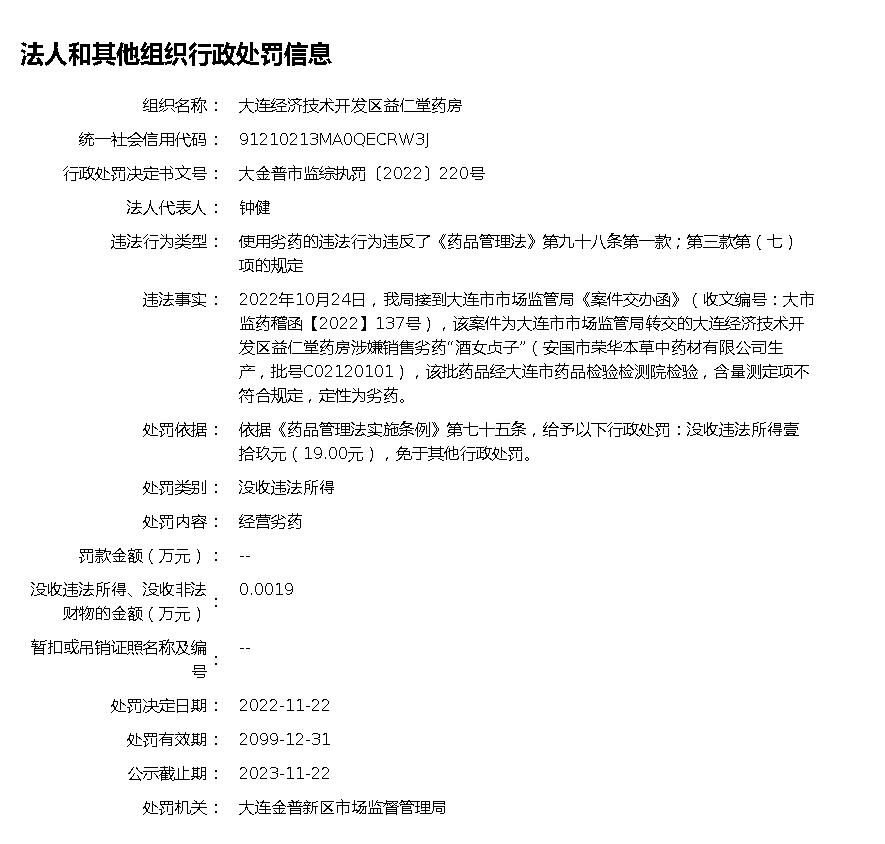 法人和其他组织行政处罚信息
组织名称： 大连经济技术开发区益仁堂药房
统一社会信用代码： 91210213MA0QECRW3J
行政处罚决定书文号： 大金普市监综执罚〔2022〕220号
法人代表人： 钟健
违法行为类型： 使用劣药的违法行为违反了《药品管理法》第九十八条第一款；第三款第（七）
项的规定
违法事实： 2022年10月24日，我局接到大连市市场监管局《案件交办函》（收文编号：大市
监药稽函【2022】137号），该案件为大连市市场监管局转交的大连经济技术开
发区益仁堂药房涉嫌销售劣药“酒女贞子”（安国市荣华本草中药材有限公司生
产，批号C02120101），该批药品经大连市药品检验检测院检验，含量测定项不
符合规定，定性为劣药。
处罚依据： 依据《药品管理法实施条例》第七十五条，给予以下行政处罚：没收违法所得壹
拾玖元（19.00元），免于其他行政处罚。
处罚类别： 没收违法所得
处罚内容： 经营劣药
罚款金额（万元）： --
没收违法所得、没收非法
财物的金额（万元）： 0.0019
暂扣或吊销证照名称及编
号： --
处罚决定日期： 2022-11-22
处罚有效期： 2099-12-31
公示截止期： 2023-11-22
处罚机关： 大连金普新区市场监督管理局